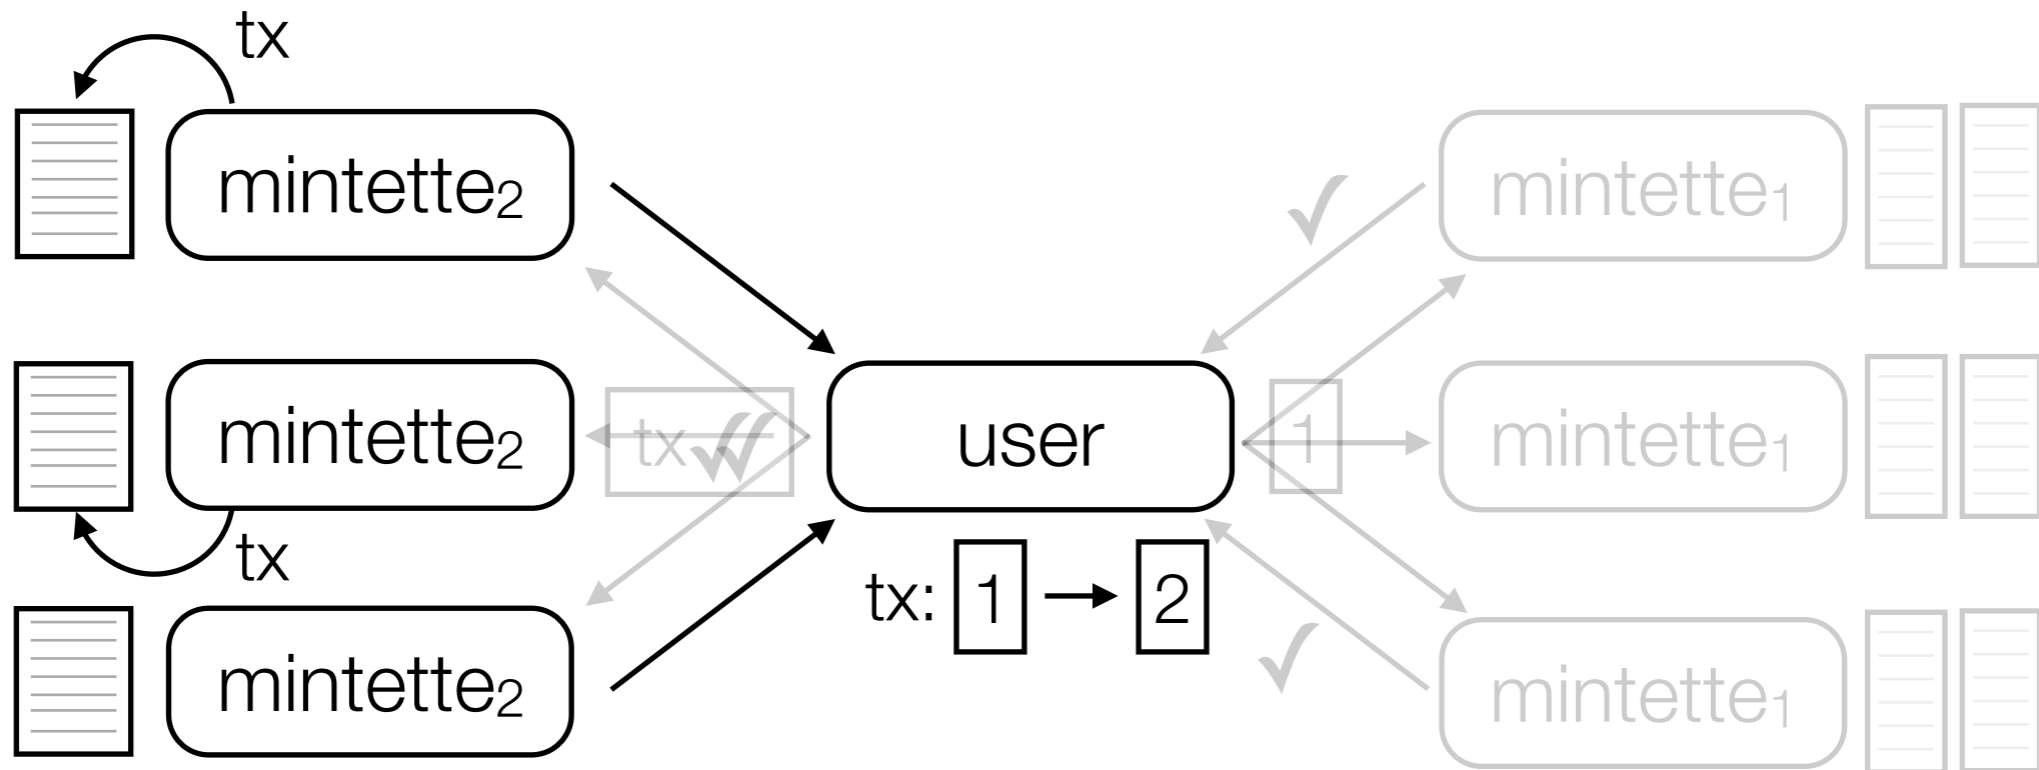 tx
mintette₂
mintette₁
mintette₂
tx✓✓
user
1
mintette₁
tx
tx: 1 → 2
mintette₂
mintette₁